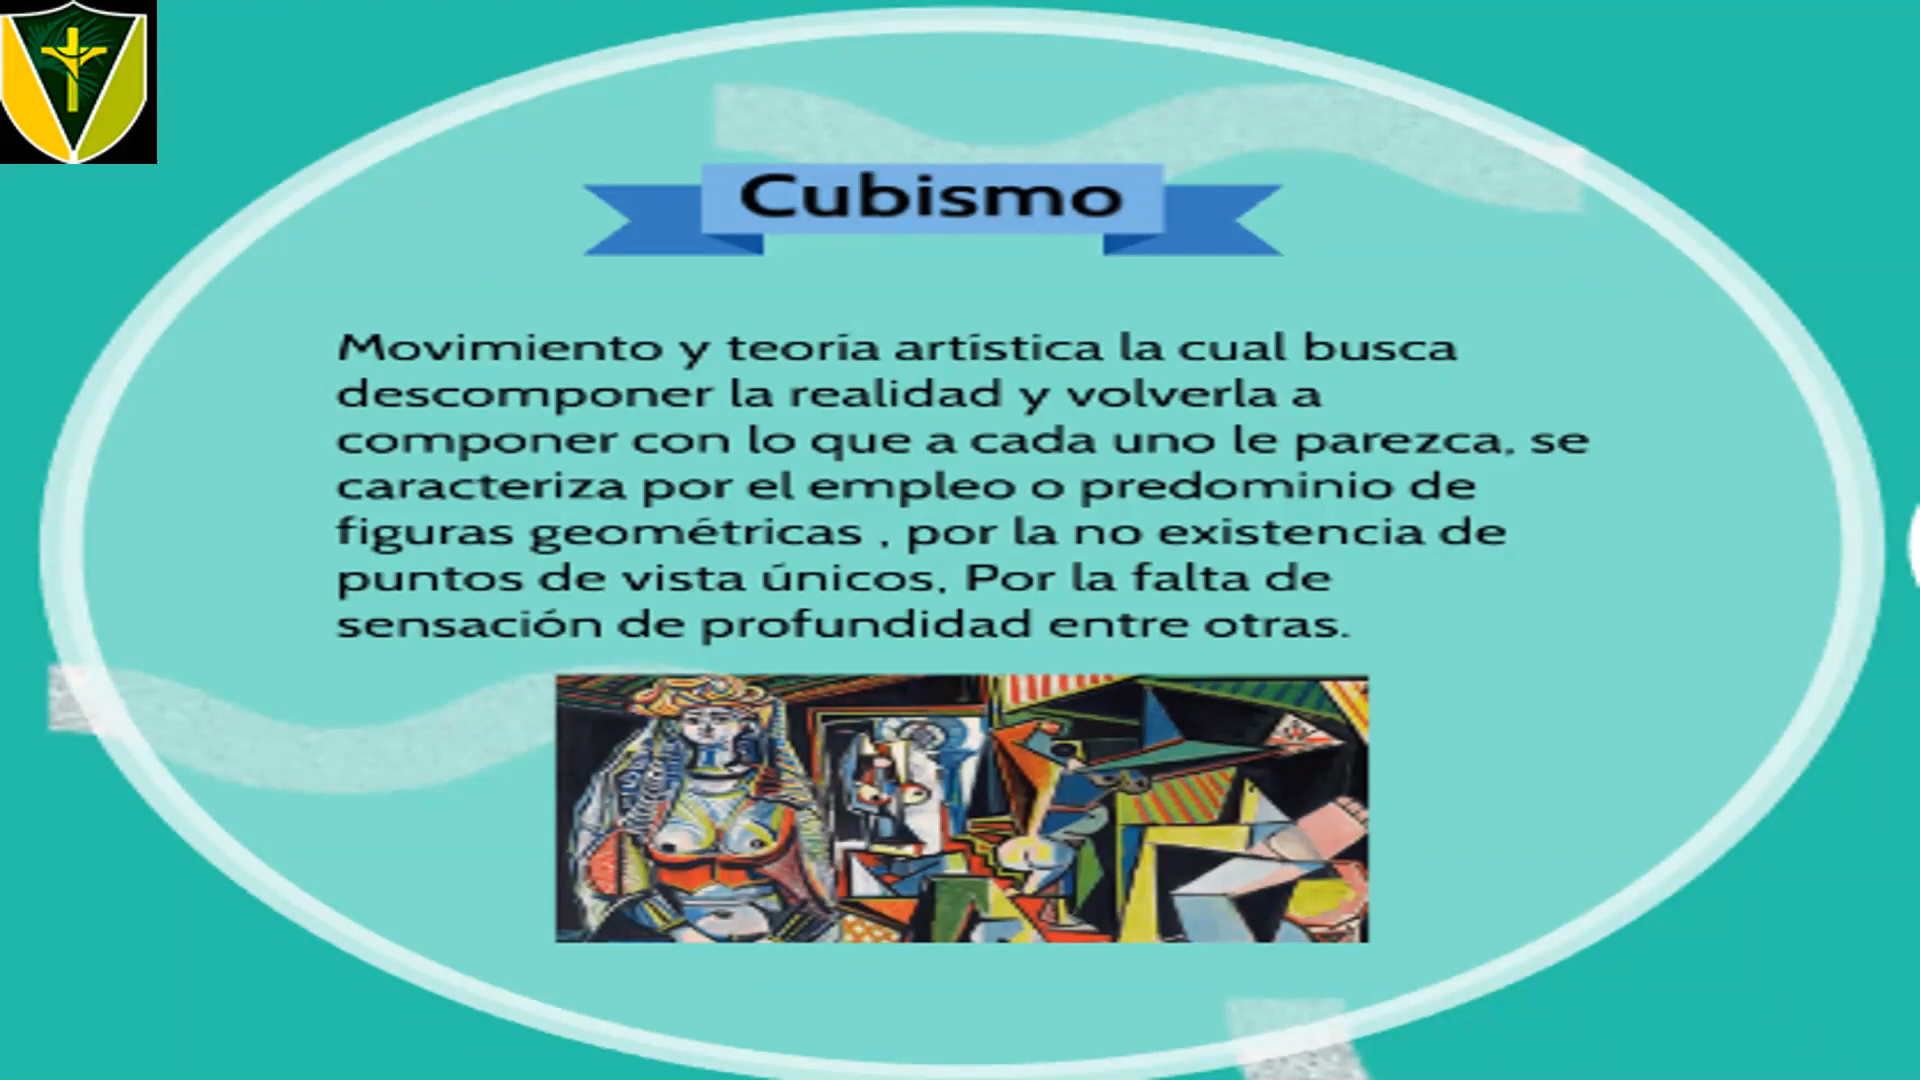 Cubismo
Movimiento y teoría artística la cual busca
descomponer la realidad y volverla a
componer con lo que a cada uno le parezca, se
caracteriza por el empleo o predominio de
figuras geométricas , por la no existencia de
puntos de vista únicos, Por la falta de
sensación de profundidad entre otras.